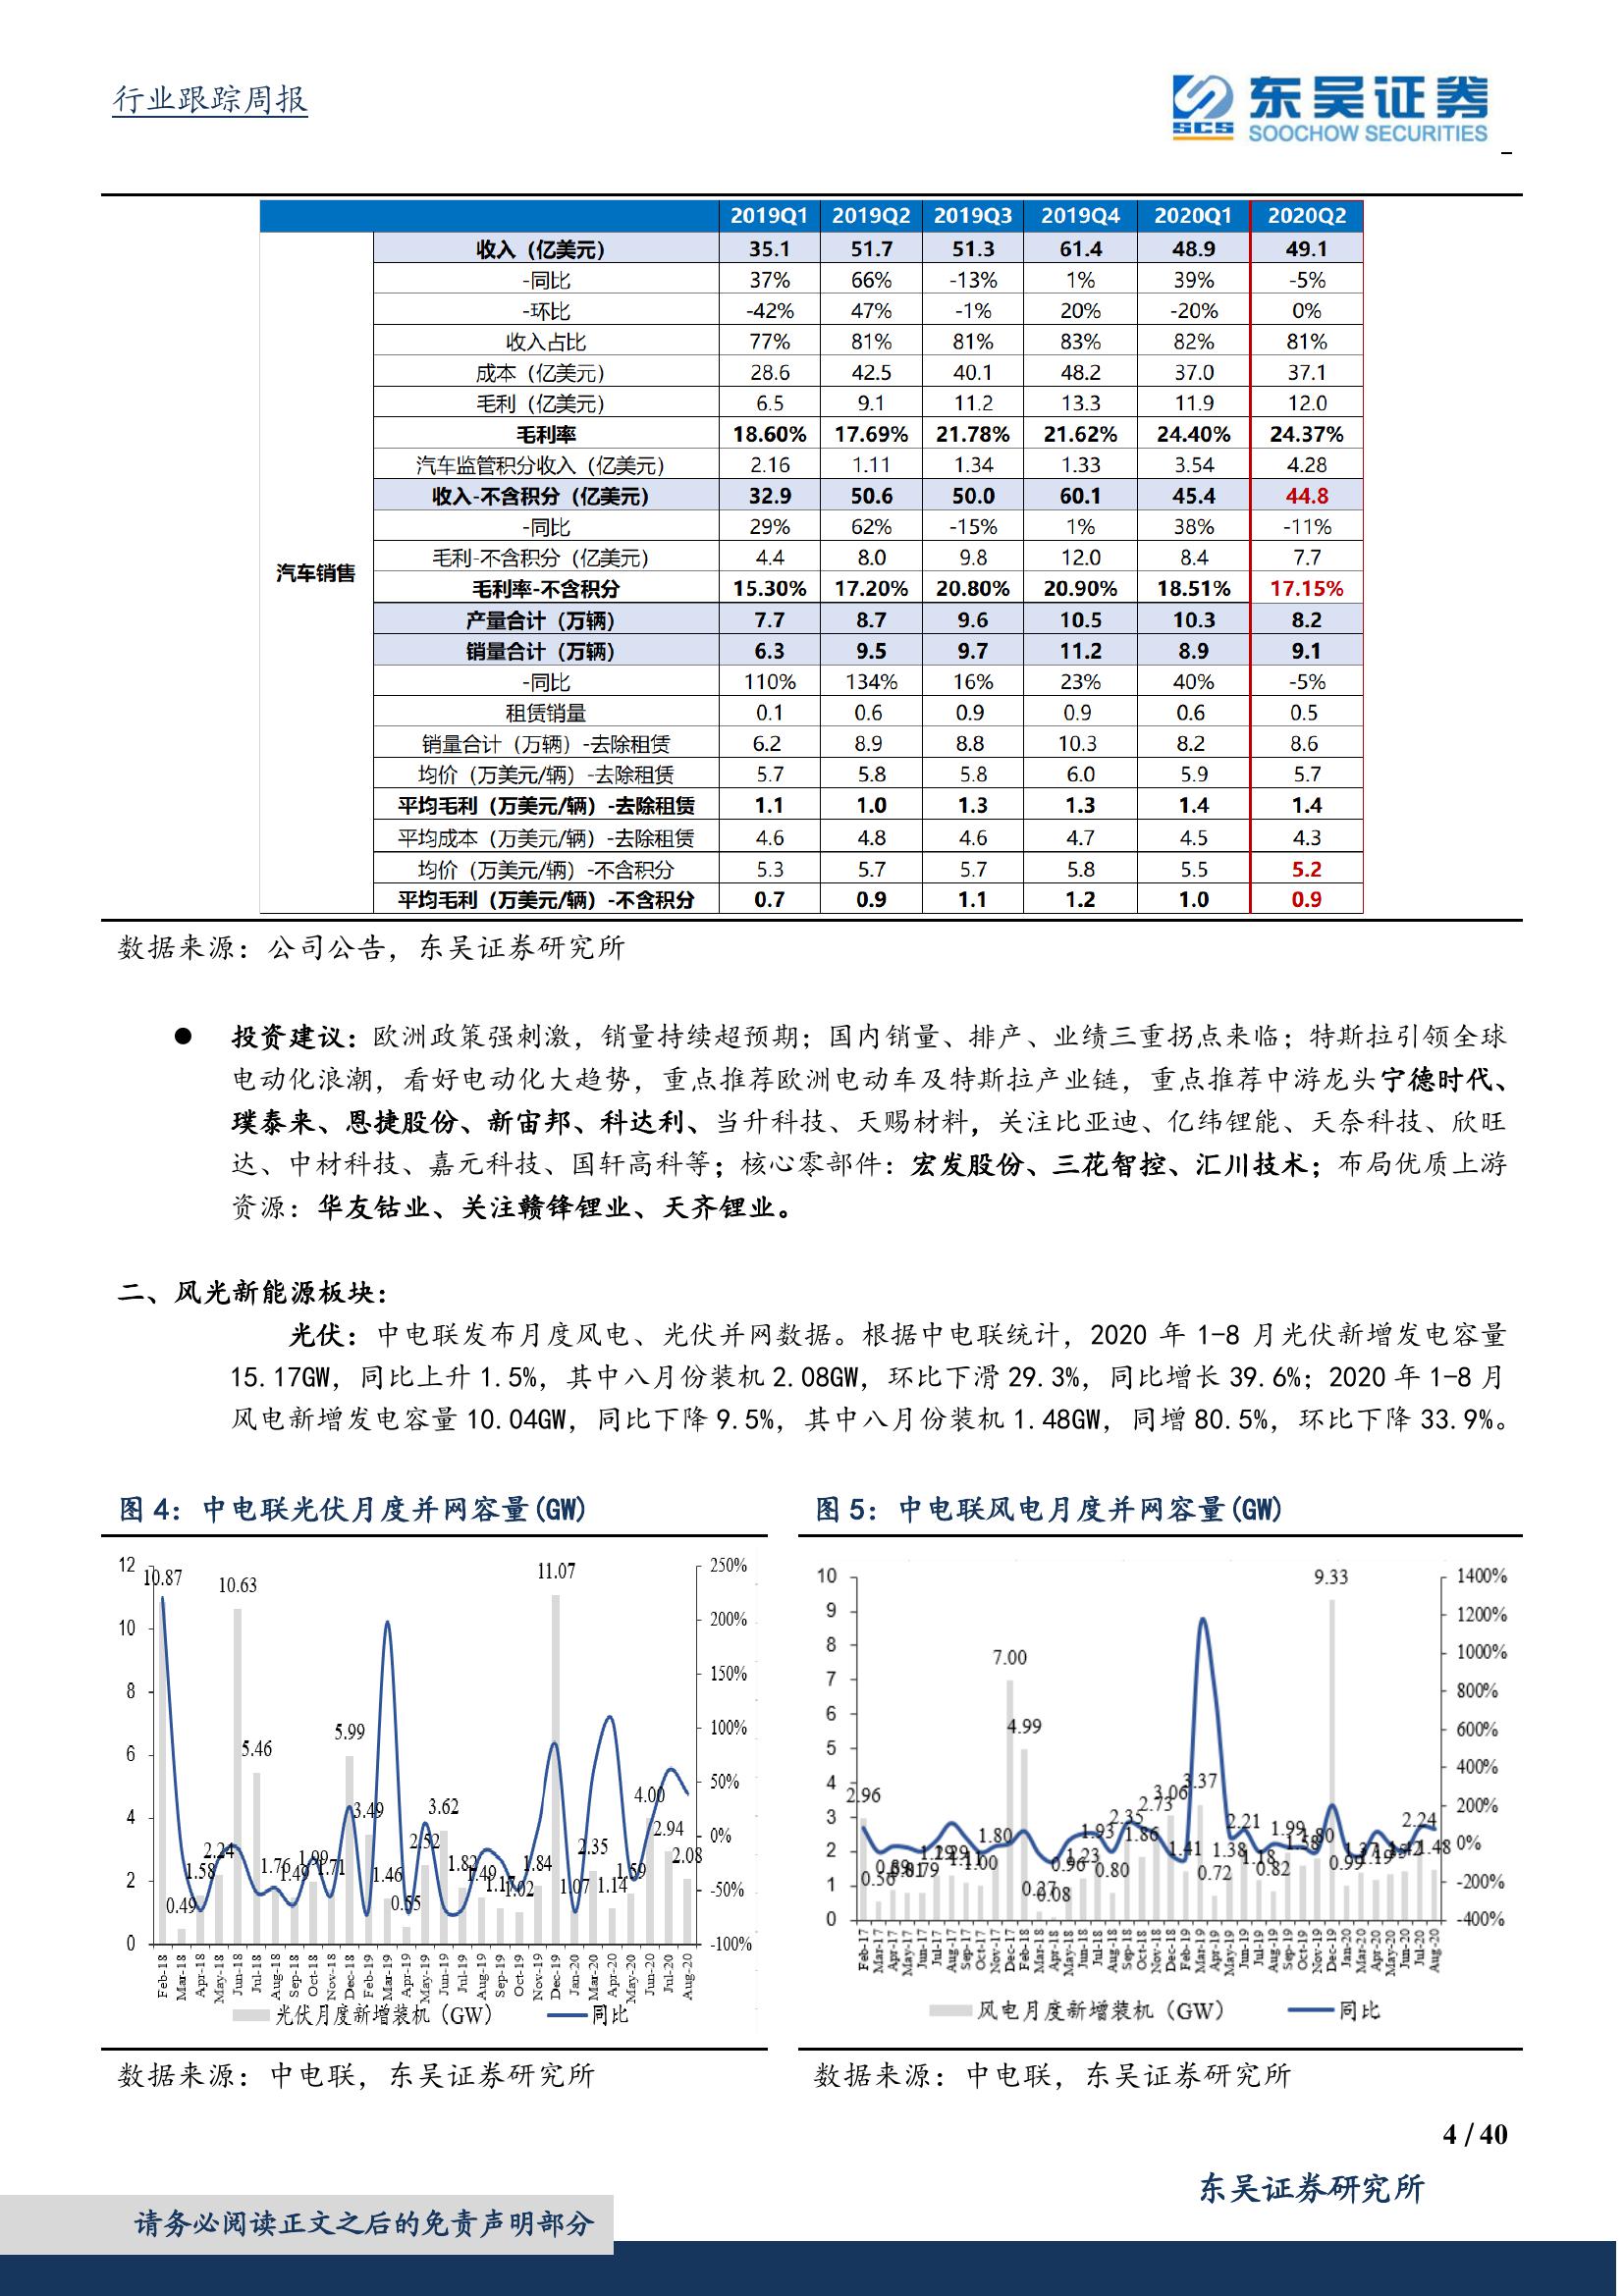 行业跟踪周报
SCS 东吴证券
SOOCHOW SECURITIES
2019Q1 2019Q2 2019Q3 2019Q4 2020Q1 2020Q2
汽车销售
收入（亿美元） 35.1 51.7 51.3 61.4 48.9 49.1
-同比 37% 66% -13% 1% 39% -5%
-环比 -42% 47% -1% 20% -20% 0%
收入占比 77% 81% 81% 83% 82% 81%
成本（亿美元） 28.6 42.5 40.1 48.2 37.0 37.1
毛利（亿美元） 6.5 9.1 11.2 13.3 11.9 12.0
毛利率 18.60% 17.69% 21.78% 21.62% 24.40% 24.37%
汽车监管积分收入（亿美元） 2.16 1.11 1.34 1.33 3.54 4.28
收入-不含积分（亿美元） 32.9 50.6 50.0 60.1 45.4 44.8
-同比 29% 62% -15% 1% 38% -11%
毛利-不含积分（亿美元） 4.4 8.0 9.8 12.0 8.4 7.7
毛利率-不含积分 15.30% 17.20% 20.80% 20.90% 18.51% 17.15%
产量合计（万辆） 7.7 8.7 9.6 10.5 10.3 8.2
销量合计（万辆） 6.3 9.5 9.7 11.2 8.9 9.1
-同比 110% 134% 16% 23% 40% -5%
租赁销量 0.1 0.6 0.9 0.9 0.6 0.5
销量合计（万辆）-去除租赁 6.2 8.9 8.8 10.3 8.2 8.6
均价（万美元/辆）-去除租赁 5.7 5.8 5.8 6.0 5.9 5.7
平均毛利（万美元/辆）-去除租赁 1.1 1.0 1.3 1.3 1.4 1.4
平均成本（万美元/辆）-去除租赁 4.6 4.8 4.6 4.7 4.5 4.3
均价（万美元/辆）-不含积分 5.3 5.7 5.7 5.8 5.5 5.2
平均毛利（万美元/辆）-不含积分 0.7 0.9 1.1 1.2 1.0 0.9
数据来源：公司公告，东吴证券研究所
● 投资建议：欧洲政策强刺激，销量持续超预期；国内销量、排产、业绩三重拐点来临；特斯拉引领全球
电动化浪潮，看好电动化大趋势，重点推荐欧洲电动车及特斯拉产业链，重点推荐中游龙头宁德时代、
璞泰来、恩捷股份、新宙邦、科达利、当升科技、天赐材料，关注比亚迪、亿纬锂能、天奈科技、欣旺
达、中材科技、嘉元科技、国轩高科等；核心零部件：宏发股份、三花智控、汇川技术；布局优质上游
资源：华友钴业、关注赣锋锂业、天齐锂业。
二、风光新能源板块：
光伏：中电联发布月度风电、光伏并网数据。根据中电联统计，2020 年 1-8 月光伏新增发电容量
15.17GW，同比上升 1.5%，其中八月份装机 2.08GW，环比下滑 29.3%，同比增长 39.6%；2020 年 1-8 月
风电新增发电容量 10.04GW，同比下降 9.5%，其中八月份装机 1.48GW，同增 80.5%，环比下降 33.9%。
图 4：中电联光伏月度并网容量(GW)
12 10 8 6 4 2 0
250% 200% 150% 100% 50% 0% -50% -100%
10.87 0.49 1.58 2.24 10.63 5.46 1.76 1.49 1.99 1.71 5.99 3.49 1.46 0.55 2.52 3.62 1.82 1.49 1.17 1.02 1.84 11.07 1.07 2.35 1.14 1.59 4.00 2.94 2.08
Feb-18 Mar-18 Apr-18 May-18 Jun-18 Jul-18 Aug-18 Sep-18 Oct-18 Nov-18 Dec-18 Feb-19 Mar-19 Apr-19 May-19 Jun-19 Jul-19 Aug-19 Sep-19 Oct-19 Nov-19 Dec-19 Jan-20 Mar-20 Apr-20 May-20 Jun-20 Jul-20 Aug-20
光伏月度新增装机（GW） 同比
数据来源：中电联，东吴证券研究所
图 5：中电联风电月度并网容量(GW)
10 9 8 7 6 5 4 3 2 1 0
1400% 1200% 1000% 800% 600% 400% 200% 0% -200% -400%
2.96 0.56 1.00 1.80 7.00 4.99 0.37 0.08 0.96 1.23 1.93 0.80 2.35 1.86 2.73 3.06 1.41 3.37 0.72 1.38 2.21 1.18 0.82 1.99 1.58 1.80 9.33 0.99 1.37 1.19 2.24 1.48
Feb-17 Mar-17 Apr-17 May-17 Jun-17 Jul-17 Aug-17 Sep-17 Oct-17 Nov-17 Dec-17 Feb-18 Mar-18 Apr-18 May-18 Jun-18 Jul-18 Aug-18 Sep-18 Oct-18 Nov-18 Dec-18 Feb-19 Mar-19 Apr-19 May-19 Jun-19 Jul-19 Aug-19 Sep-19 Oct-19 Nov-19 Dec-19 Jan-20 Mar-20 Apr-20 May-20 Jun-20 Jul-20 Aug-20
风电月度新增装机（GW） 同比
数据来源：中电联，东吴证券研究所
4 / 40
东吴证券研究所
请务必阅读正文之后的免责声明部分